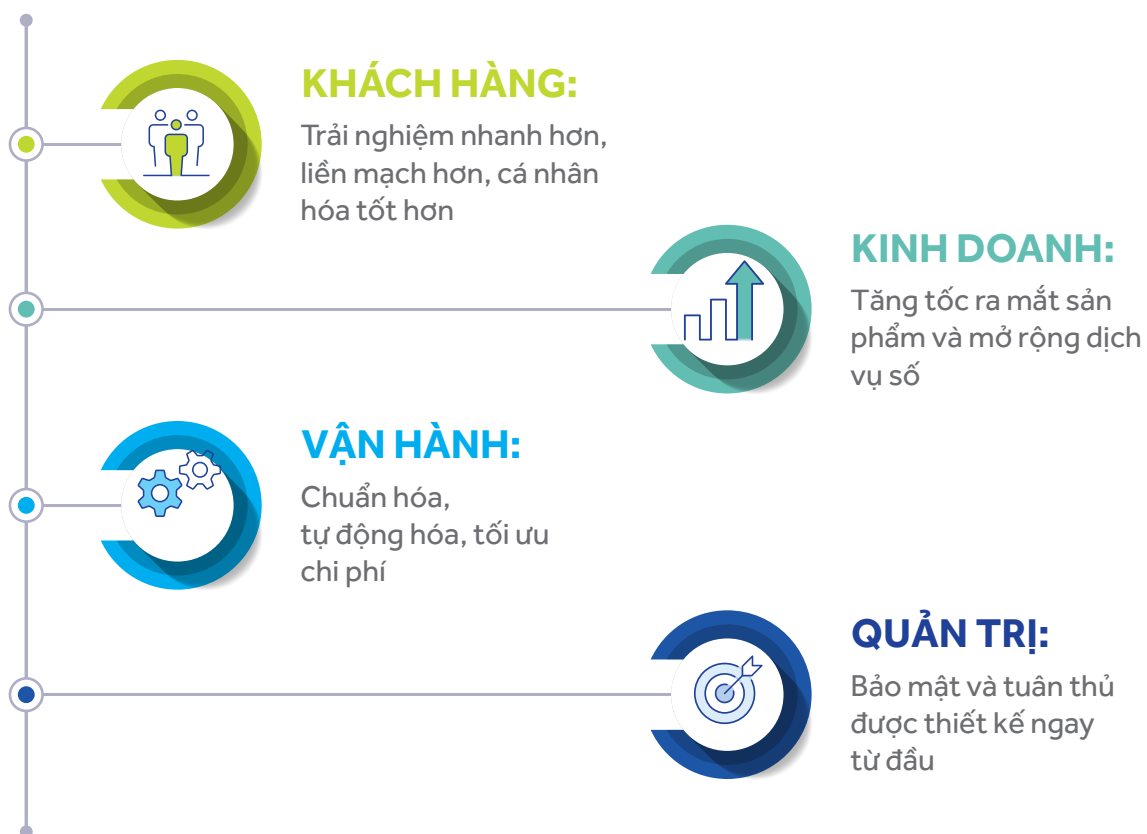 KHÁCH HÀNG:
Trải nghiệm nhanh hơn,
liền mạch hơn, cá nhân
hóa tốt hơn
KINH DOANH:
Tăng tốc ra mắt sản
phẩm và mở rộng dịch
vụ số
VẬN HÀNH:
Chuẩn hóa,
tự động hóa, tối ưu
chi phí
QUẢN TRỊ:
Bảo mật và tuân thủ
được thiết kế ngay
từ đầu